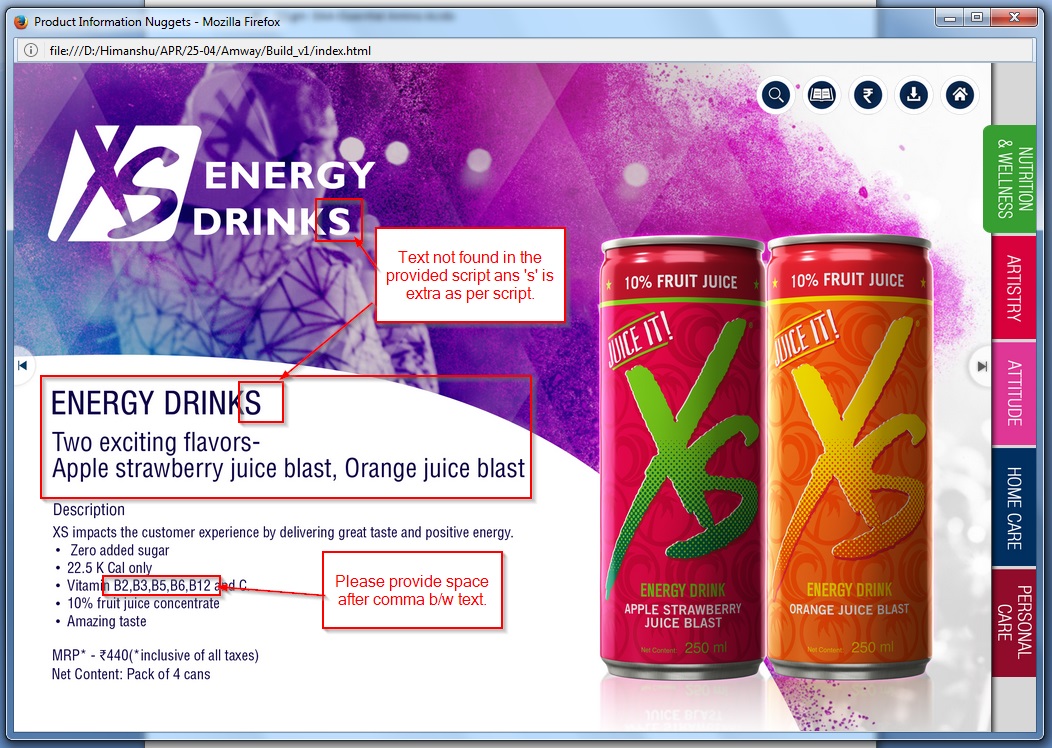 Product Information Nuggets - Mozilla Firefox
file:///D:/Himanshu/APR/25-04/Amway/Build_v1/index.html
₹
XS ENERGY
DRINKS
NUTRITION
& WELLNESS
ARTISTRY
ATTITUDE
HOME CARE
PERSONAL
CARE
Text not found in the
provided script ans 's' is
extra as per script.
ENERGY DRINKS
Two exciting flavors-
Apple strawberry juice blast, Orange juice blast
Description
XS impacts the customer experience by delivering great taste and positive energy.
• Zero added sugar
• 22.5 K Cal only
• Vitamin B2,B3,B5,B6,B12 and C
• 10% fruit juice concentrate
• Amazing taste
Please provide space
after comma b/w text.
MRP* - ₹440(*inclusive of all taxes)
Net Content: Pack of 4 cans
10% FRUIT JUICE
JUICE IT!
XS
ENERGY DRINK
APPLE STRAWBERRY
JUICE BLAST
Net Content: 250 ml
10% FRUIT JUICE
JUICE IT!
XS
ENERGY DRINK
ORANGE JUICE BLAST
Net Content: 250 ml